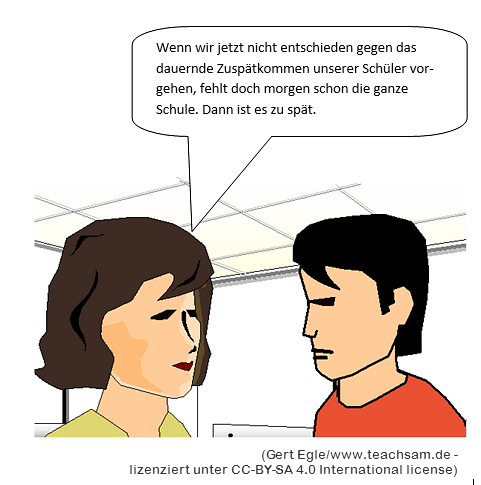 Wenn wir jetzt nicht entschieden gegen das
dauernde Zuspätkommen unserer Schüler vor-
gehen, fehlt doch morgen schon die ganze
Schule. Dann ist es zu spät.
(Gert Egle/www.teachsam.de -
lizenziert unter CC-BY-SA 4.0 International license)